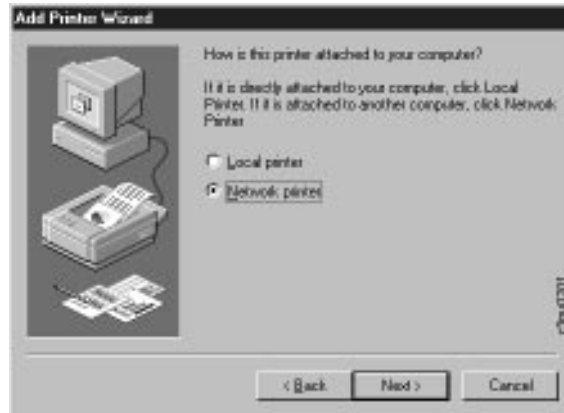 Add Printer Wizard
How is this printer attached to your computer?
If it is directly attached to your computer, click Local
Printer. If it is attached to another computer, click Network
Printer
Local printer
Network printer
< Back
Next >
Cancel